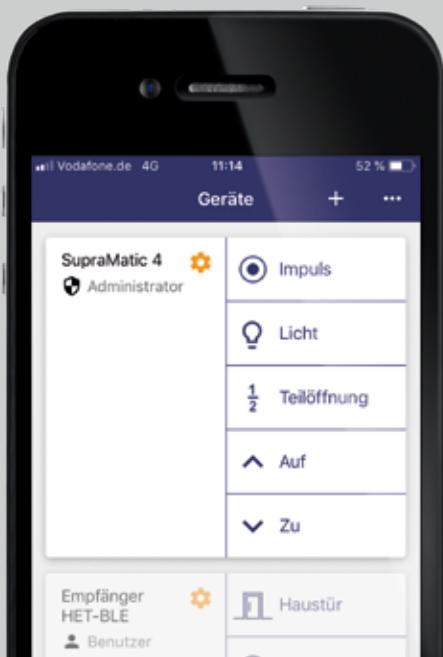 Vodafone.de 4G 11:14 52 %
Geräte + •••
SupraMatic 4
Administrator
Impuls
Licht
1/2 Teilöffnung
Auf
Zu
Empfänger
HET-BLE
Benutzer
Haustür